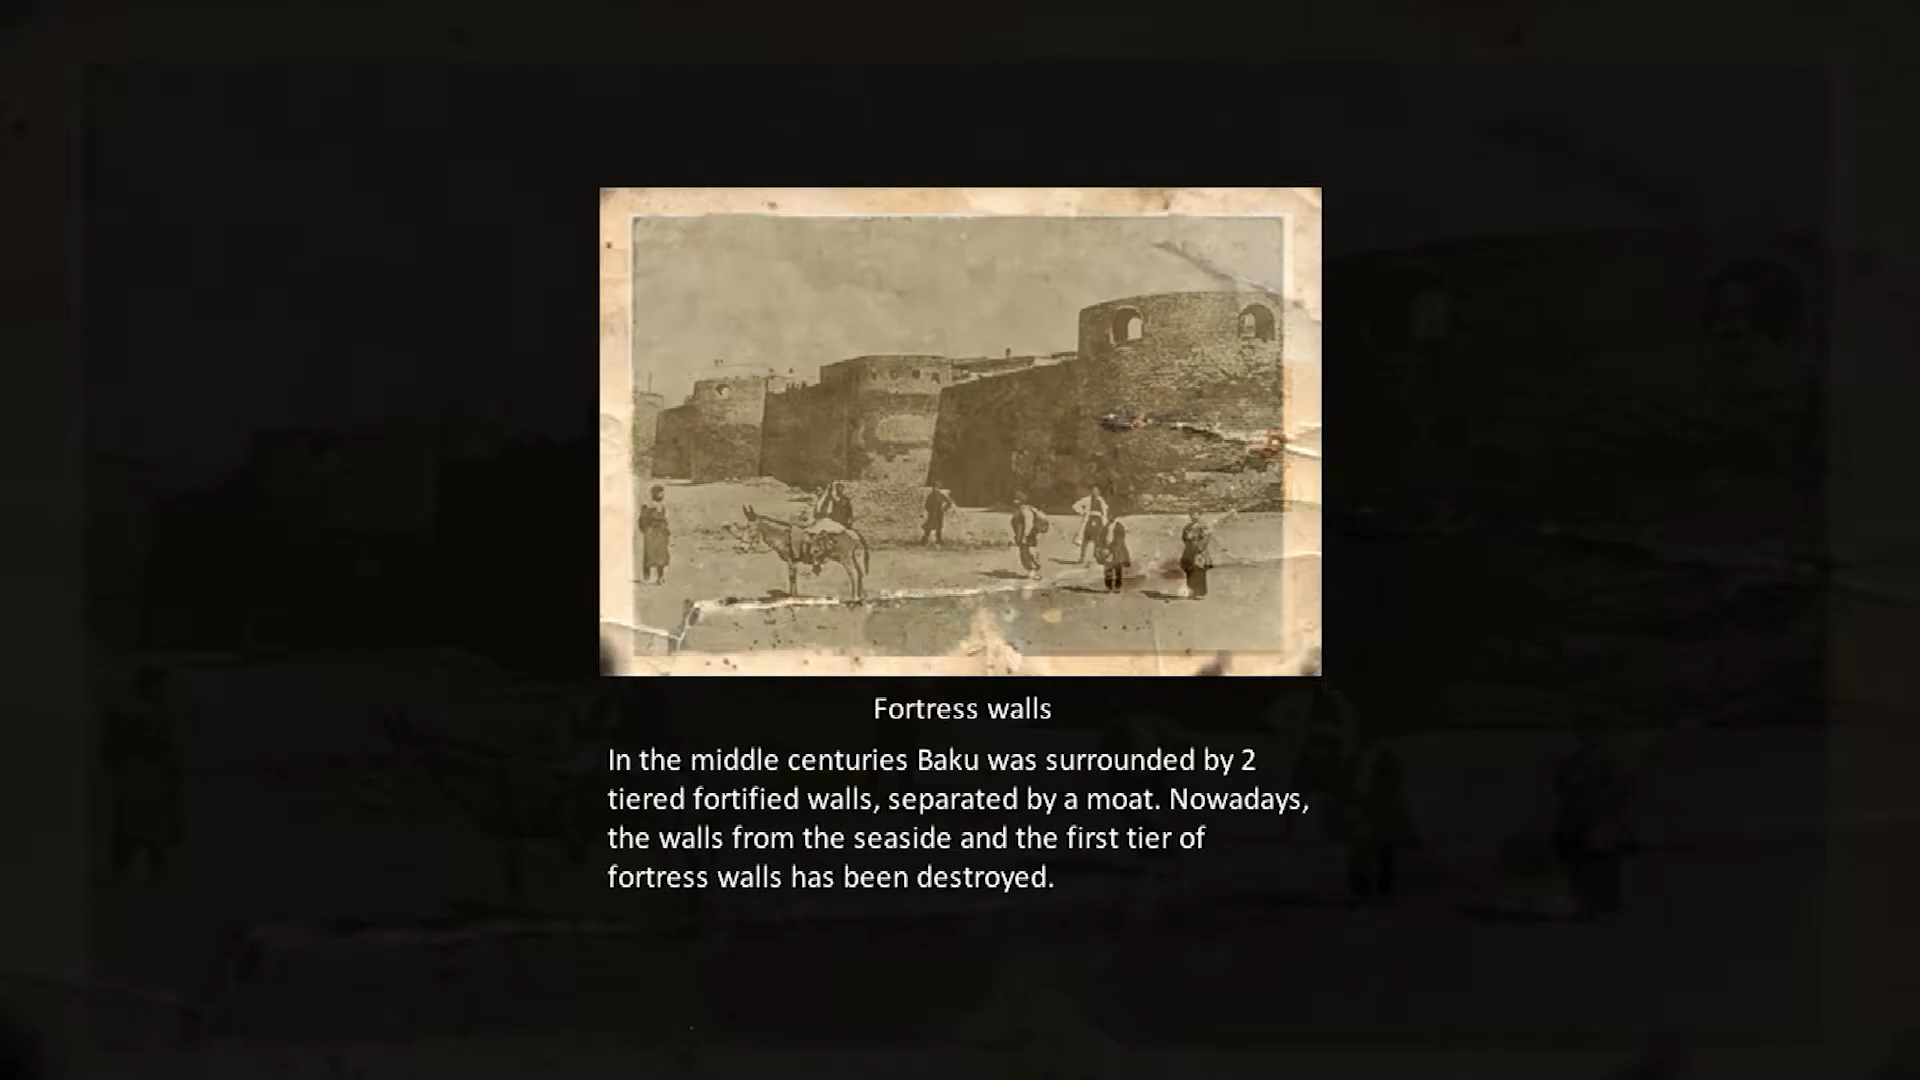 Fortress walls
In the middle centuries Baku was surrounded by 2
tiered fortified walls, separated by a moat. Nowadays,
the walls from the seaside and the first tier of
fortress walls has been destroyed.